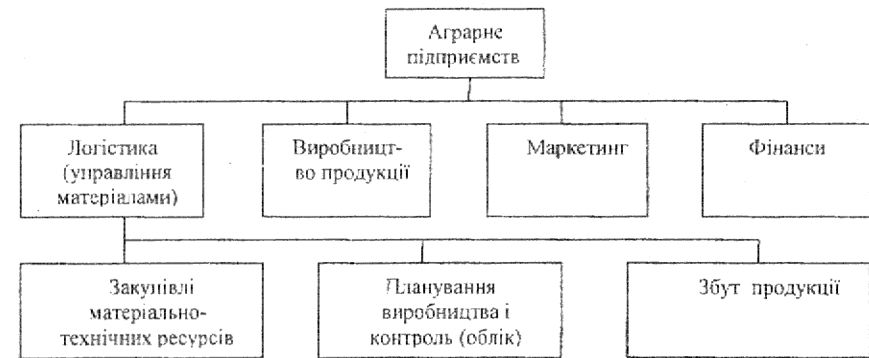 Аграрне
підприємств
Логістика
(управління
матеріалами)
Виробницт-
во продукції
Маркетинг
Фінанси
Закупівлі
матеріально-
технічних ресурсів
Планування
виробництва і
контроль (облік)
Збут продукції